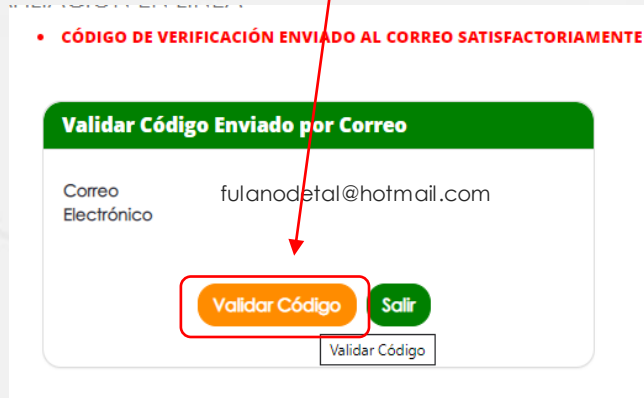 • CÓDIGO DE VERIFICACIÓN ENVIADO AL CORREO SATISFACTORIAMENTE
Validar Código Enviado por Correo
Correo fulanodetal@hotmail.com
Electrónico
Validar Código Salir
Validar Código